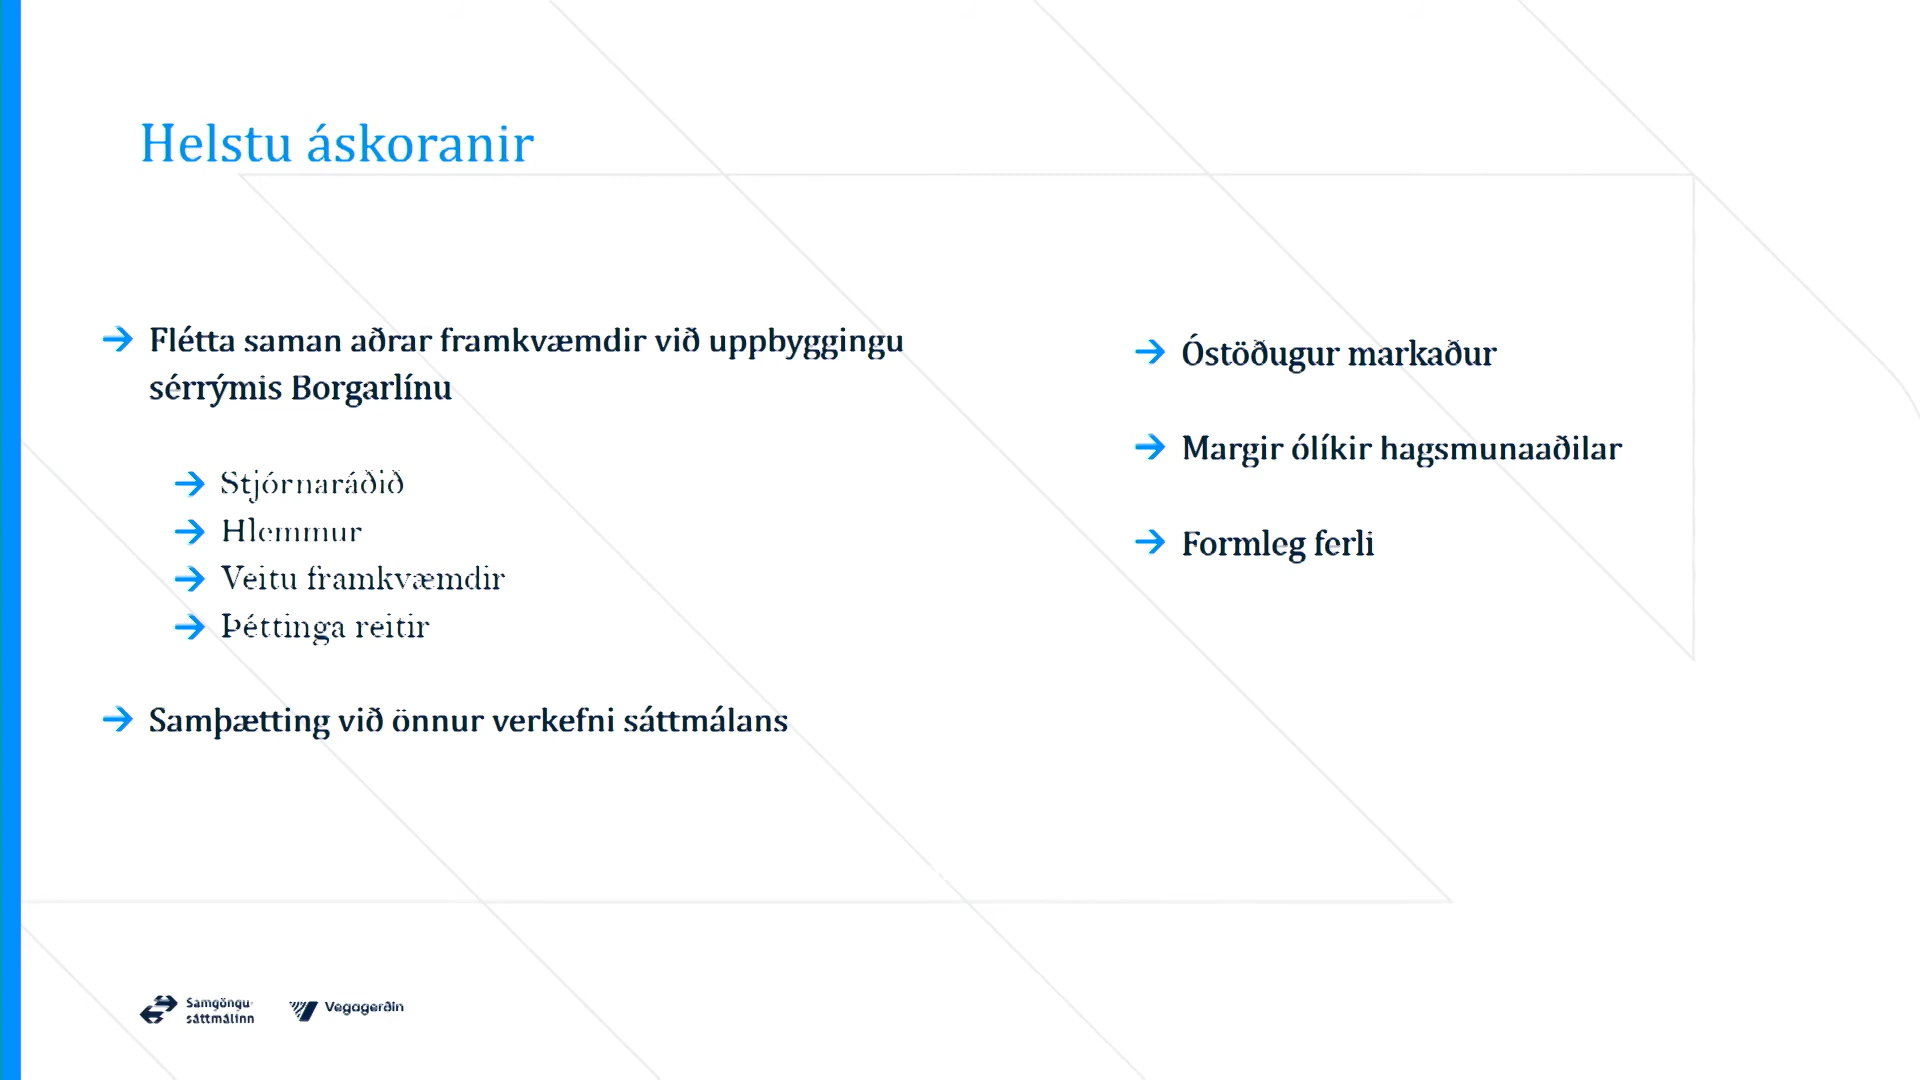 Helstu áskoranir
Flétta saman aðrar framkvæmdir við uppbyggingu
sérrýmis Borgarlínu
Stjórnaráðið
Hlemmur
Veitu framkvæmdir
Þéttinga reitir
Samþætting við önnur verkefni sáttmálans
Óstöðugur markaður
Margir ólíkir hagsmunaaðilar
Formleg ferli
Samgöngu-
sáttmálinn
Vegagerðin